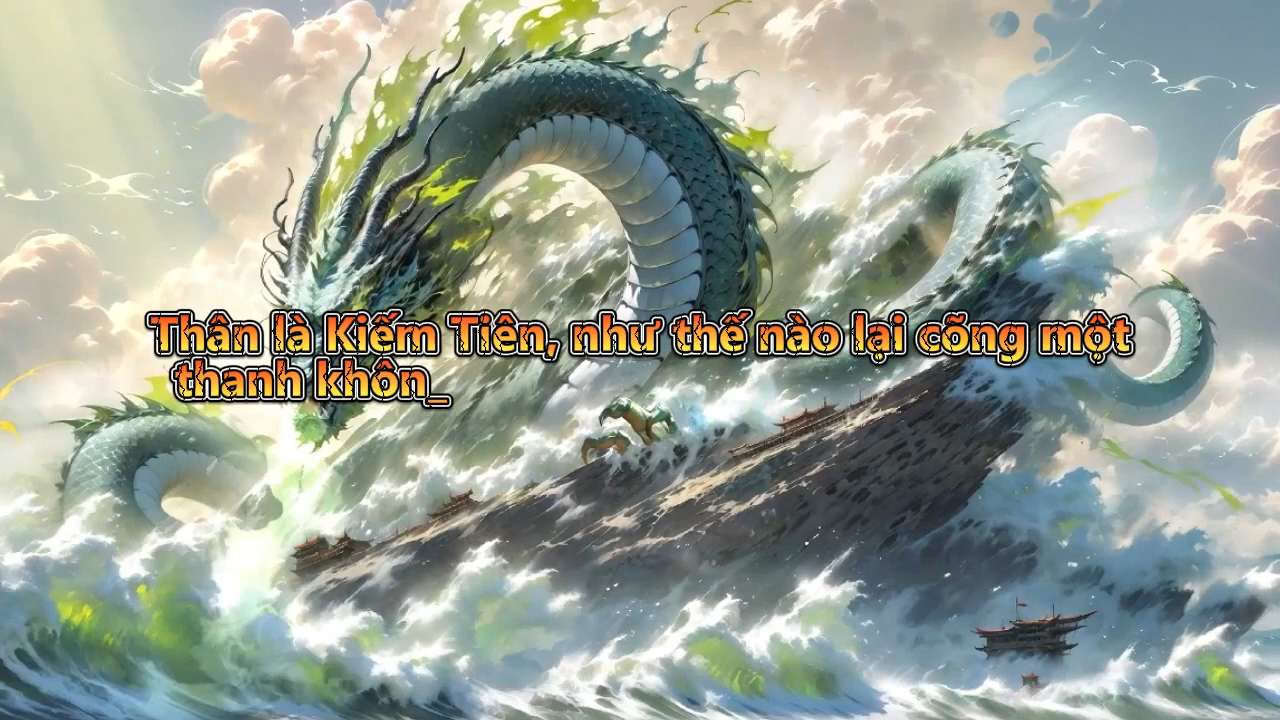 Thân là Kiếm Tiên, như thế nào lại cõng một
thanh khôn_